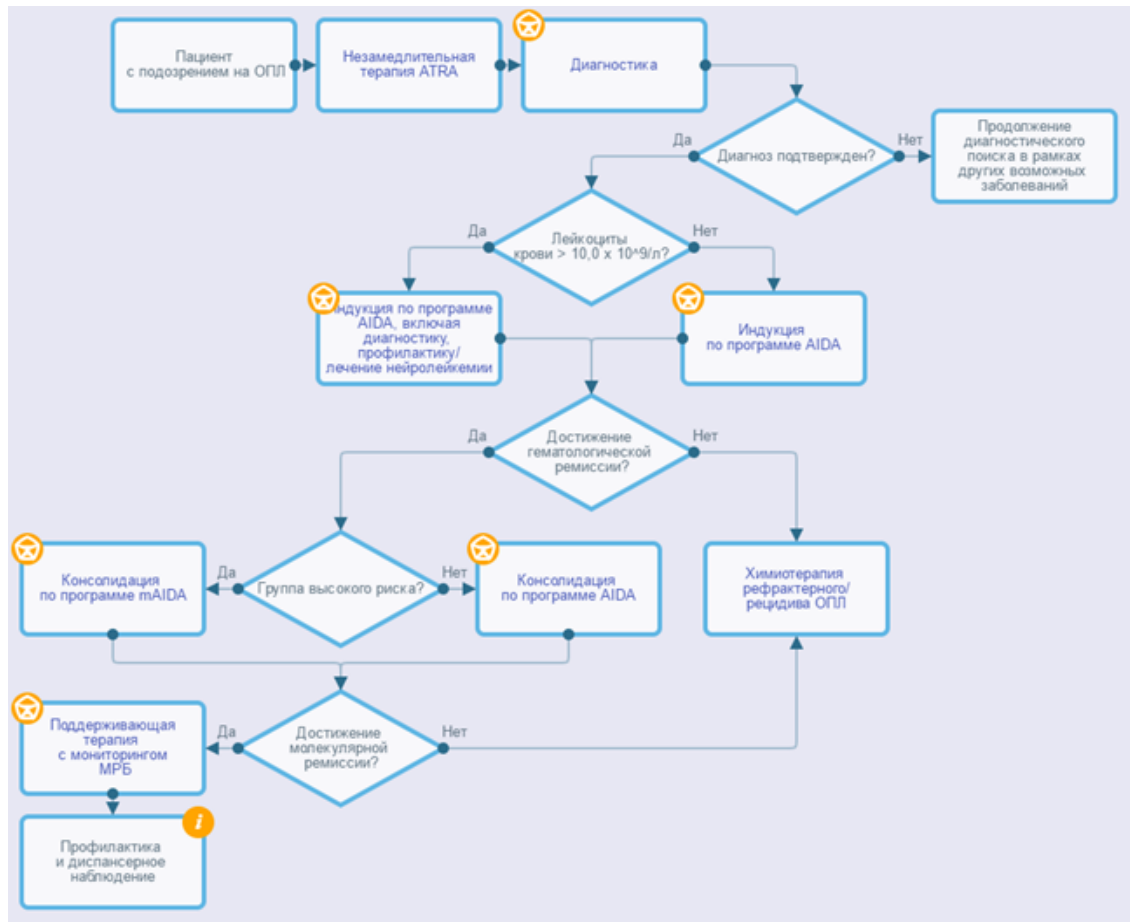 Пациент
с подозрением на ОПЛ
Незамедлительная
терапия ATRA
Диагностика
Диагноз подтвержден?
Да
Нет
Продолжение
диагностического
поиска в рамках
других возможных
заболеваний
Лейкоциты
крови > 10,0 x 10^9/л?
Да
Нет
Индукция по программе
AIDA, включая
диагностику,
профилактику/
лечение нейролейкемии
Индукция
по программе AIDA
Достижение
гематологической
ремиссии?
Да
Нет
Группа высокого риска?
Да
Нет
Консолидация
по программе mAIDA
Консолидация
по программе AIDA
Химиотерапия
рефрактерного/
рецидива ОПЛ
Достижение
молекулярной
ремиссии?
Да
Нет
Поддерживающая
терапия
с мониторингом
МРБ
i
Профилактика
и диспансерное
наблюдение